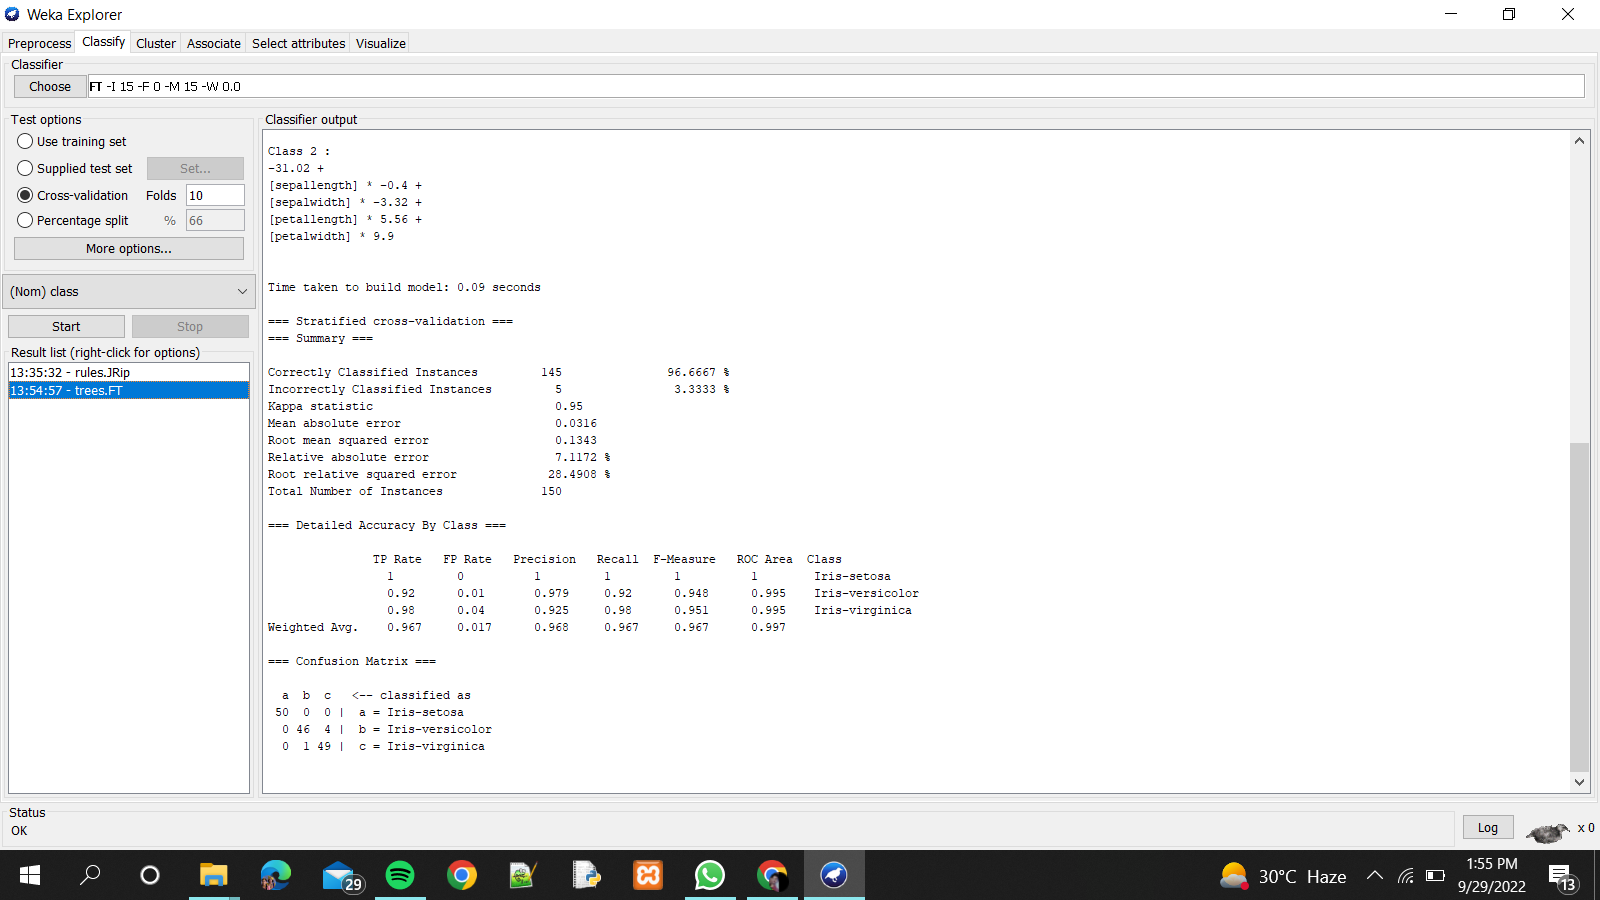 Weka Explorer
Preprocess Classify Cluster Associate Select attributes Visualize
Classifier
Choose FT -I 15 -F 0 -M 15 -W 0.0
Test options
Use training set
Supplied test set Set...
Cross-validation Folds 10
Percentage split % 66
More options...
(Nom) class
Start Stop
Result list (right-click for options)
13:35:32 - rules.JRip
13:54:57 - trees.FT
Classifier output
Class 2 :
-31.02 +
[sepallength] * -0.4 +
[sepalwidth] * -3.32 +
[petallength] * 5.56 +
[petalwidth] * 9.9
Time taken to build model: 0.09 seconds
=== Stratified cross-validation ===
=== Summary ===
Correctly Classified Instances 145 96.6667 %
Incorrectly Classified Instances 5 3.3333 %
Kappa statistic 0.95
Mean absolute error 0.0316
Root mean squared error 0.1343
Relative absolute error 7.1172 %
Root relative squared error 28.4908 %
Total Number of Instances 150
=== Detailed Accuracy By Class ===
TP Rate FP Rate Precision Recall F-Measure ROC Area Class
1 0 1 1 1 1 Iris-setosa
0.92 0.01 0.979 0.92 0.948 0.995 Iris-versicolor
0.98 0.04 0.925 0.98 0.951 0.995 Iris-virginica
Weighted Avg. 0.967 0.017 0.968 0.967 0.967 0.997
=== Confusion Matrix ===
a b c <-- classified as
50 0 0 | a = Iris-setosa
0 46 4 | b = Iris-versicolor
0 1 49 | c = Iris-virginica
Status
OK
Log x 0
29
30°C Haze
1:55 PM
9/29/2022
13